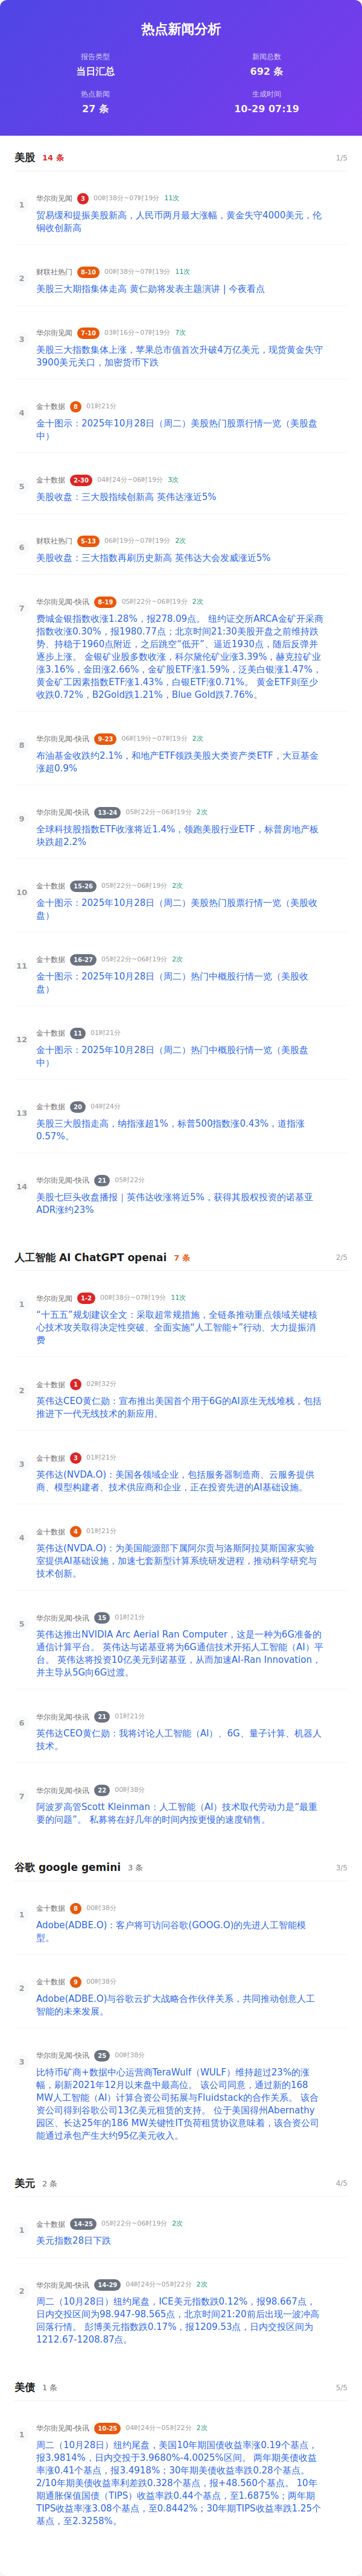 热点新闻分析
报告类型
新闻总数
当日汇总
692 条
热点新闻
生成时间
27 条
10-29 07:19
美股 14 条 1/5
1
华尔街见闻 3 00时38分~07时19分 11次
贸易缓和提振美股新高，人民币两月最大涨幅，黄金失守4000美元，伦
铜收创新高
2
财联社热门 8-10 00时38分~07时19分 11次
美股三大期指集体走高 黄仁勋将发表主题演讲 | 今夜看点
3
华尔街见闻 7-10 03时16分~07时19分 7次
美股三大指数集体上涨，苹果总市值首次升破4万亿美元，现货黄金失守
3900美元关口，加密货币下跌
4
金十数据 8 01时21分
金十图示：2025年10月28日（周二）美股热门股票行情一览（美股盘
中）
5
金十数据 2-30 04时24分~06时19分 3次
美股收盘：三大股指续创新高 英伟达涨近5%
6
财联社热门 5-13 06时19分~07时19分 2次
美股收盘：三大指数再刷历史新高 英伟达大会发威涨近5%
7
华尔街见闻-快讯 8-19 05时22分~06时19分 2次
费城金银指数收涨1.28%，报278.09点。 纽约证交所ARCA金矿开采商
指数收涨0.30%，报1980.77点；北京时间21:30美股开盘之前维持跌
势、持稳于1960点附近，之后跳空“低开”、逼近1930点，随后反弹并
逐步上涨。 金银矿业股多数收涨，科尔黛伦矿业涨3.39%，赫克拉矿业
涨3.16%，金田涨2.66%，金矿股ETF涨1.59%，泛美白银涨1.47%，
黄金矿工因素指数ETF涨1.43%，白银ETF涨0.71%。 黄金ETF则至少
收跌0.72%，B2Gold跌1.21%，Blue Gold跌7.76%。
8
华尔街见闻-快讯 9-23 06时19分~07时19分 2次
布油基金收跌约2.1%，和地产ETF领跌美股大类资产类ETF，大豆基金
涨超0.9%
9
华尔街见闻-快讯 13-24 05时22分~06时19分 2次
全球科技股指数ETF收涨将近1.4%，领跑美股行业ETF，标普房地产板
块跌超2.2%
10
金十数据 15-26 05时22分~06时19分 2次
金十图示：2025年10月28日（周二）美股热门股票行情一览（美股收
盘）
11
金十数据 16-27 05时22分~06时19分 2次
金十图示：2025年10月28日（周二）热门中概股行情一览（美股收
盘）
12
金十数据 11 01时21分
金十图示：2025年10月28日（周二）热门中概股行情一览（美股盘
中）
13
金十数据 20 04时24分
美股三大股指走高，纳指涨超1%，标普500指数涨0.43%，道指涨
0.57%。
14
华尔街见闻-快讯 21 05时22分
美股七巨头收盘播报｜英伟达收涨将近5%，获得其股权投资的诺基亚
ADR涨约23%
人工智能 AI ChatGPT openai 7 条 2/5
1
华尔街见闻 1-2 00时38分~07时19分 11次
“十五五”规划建议全文：采取超常规措施，全链条推动重点领域关键核
心技术攻关取得决定性突破、全面实施“人工智能+”行动、大力提振消
费
2
金十数据 1 02时32分
英伟达CEO黄仁勋：宣布推出美国首个用于6G的AI原生无线堆栈，包括
推进下一代无线技术的新应用。
3
金十数据 3 01时21分
英伟达(NVDA.O)：美国各领域企业，包括服务器制造商、云服务提供
商、模型构建者、技术供应商和企业，正在投资先进的AI基础设施。
4
金十数据 4 01时21分
英伟达(NVDA.O)：为美国能源部下属阿尔贡与洛斯阿拉莫斯国家实验
室提供AI基础设施，加速七套新型计算系统研发进程，推动科学研究与
技术创新。
5
华尔街见闻-快讯 15 01时21分
英伟达推出NVIDIA Arc Aerial Ran Computer，这是一种为6G准备的
通信计算平台。 英伟达与诺基亚将为6G通信技术开拓人工智能（AI）平
台。 英伟达将投资10亿美元到诺基亚，从而加速AI-Ran Innovation，
并主导从5G向6G过渡。
6
华尔街见闻-快讯 21 01时21分
英伟达CEO黄仁勋：我将讨论人工智能（AI）、6G、量子计算、机器人
技术。
7
华尔街见闻-快讯 22 00时38分
阿波罗高管Scott Kleinman：人工智能（AI）技术取代劳动力是“最重
要的问题”。 私募将在好几年的时间内按更慢的速度销售。
谷歌 google gemini 3 条 3/5
1
金十数据 8 00时38分
Adobe(ADBE.O)：客户将可访问谷歌(GOOG.O)的先进人工智能模
型。
2
金十数据 9 00时38分
Adobe(ADBE.O)与谷歌云扩大战略合作伙伴关系，共同推动创意人工
智能的未来发展。
3
华尔街见闻-快讯 25 00时38分
比特币矿商+数据中心运营商TeraWulf（WULF）维持超过23%的涨
幅，刷新2021年12月以来盘中最高位。 该公司同意，通过新的168
MW人工智能（AI）计算合资公司拓展与Fluidstack的合作关系。 该合
资公司得到谷歌公司13亿美元租赁的支持。 位于美国得州Abernathy
园区、长达25年的186 MW关键性IT负荷租赁协议意味着，该合资公司
能通过承包产生大约95亿美元收入。
美元 2 条 4/5
1
金十数据 14-25 05时22分~06时19分 2次
美元指数28日下跌
2
华尔街见闻-快讯 14-29 04时24分~05时22分 2次
周二（10月28日）纽约尾盘，ICE美元指数跌0.12%，报98.667点，
日内交投区间为98.947-98.565点，北京时间21:20前后出现一波冲高
回落行情。 彭博美元指数跌0.17%，报1209.53点，日内交投区间为
1212.67-1208.87点。
美债 1 条 5/5
1
华尔街见闻-快讯 10-25 04时24分~05时22分 2次
周二（10月28日）纽约尾盘，美国10年期国债收益率涨0.19个基点，
报3.9814%，日内交投于3.9680%-4.0025%区间。 两年期美债收益
率涨0.41个基点，报3.4918%；30年期美债收益率跌0.28个基点。
2/10年期美债收益率利差跌0.328个基点，报+48.560个基点。 10年
期通胀保值国债（TIPS）收益率跌0.44个基点，至1.6875%；两年期
TIPS收益率涨3.08个基点，至0.8442%；30年期TIPS收益率跌1.25个
基点，至2.3258%。